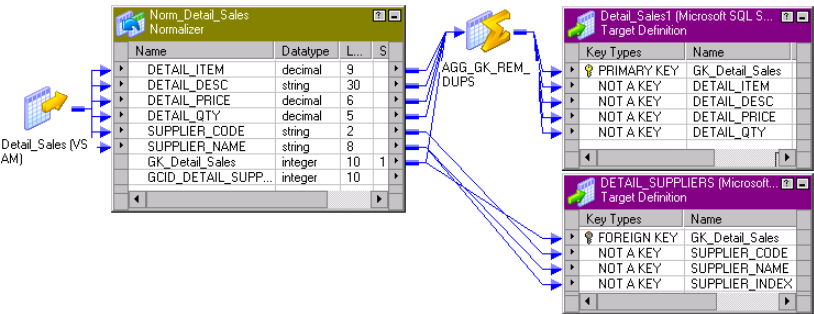 Norm_Detail_Sales
Normalizer
Name Datatype L... S
DETAIL_ITEM decimal 9
DETAIL_DESC string 30
DETAIL_PRICE decimal 6
DETAIL_QTY decimal 5
SUPPLIER_CODE string 2
SUPPLIER_NAME string 8
GK_Detail_Sales integer 10 1
GCID_DETAIL_SUPP... integer 10
Detail_Sales (VS
AM)
AGG_GK_REM_
DUPS
Detail_Sales1 (Microsoft SQL S...
Target Definition
Key Types Name
PRIMARY KEY GK_Detail_Sales
NOT A KEY DETAIL_ITEM
NOT A KEY DETAIL_DESC
NOT A KEY DETAIL_PRICE
NOT A KEY DETAIL_QTY
DETAIL_SUPPLIERS (Microsoft...
Target Definition
Key Types Name
FOREIGN KEY GK_Detail_Sales
NOT A KEY SUPPLIER_CODE
NOT A KEY SUPPLIER_NAME
NOT A KEY SUPPLIER_INDEX